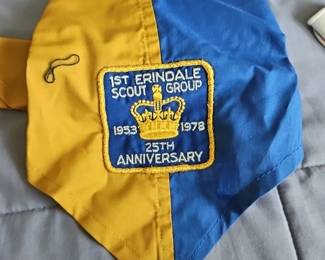 1ST ERINDALE
SCOUT GROUP
1953 1978
25TH
ANNIVERSARY